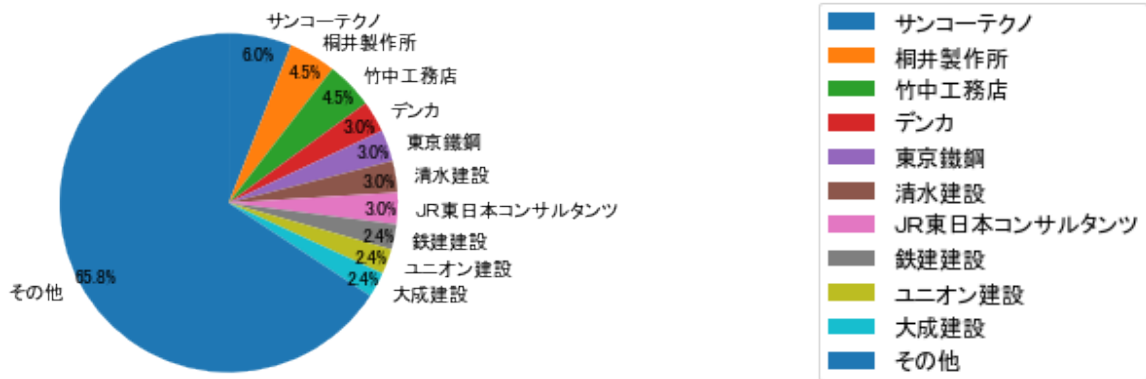 サンコーテクノ
6.0%
桐井製作所
4.5%
竹中工務店
4.5%
デンカ
3.0%
東京鐵鋼
3.0%
清水建設
3.0%
JR東日本コンサルタンツ
3.0%
鉄建建設
2.4%
ユニオン建設
2.4%
大成建設
2.4%
その他
65.8%
サンコーテクノ
桐井製作所
竹中工務店
デンカ
東京鐵鋼
清水建設
JR東日本コンサルタンツ
鉄建建設
ユニオン建設
大成建設
その他